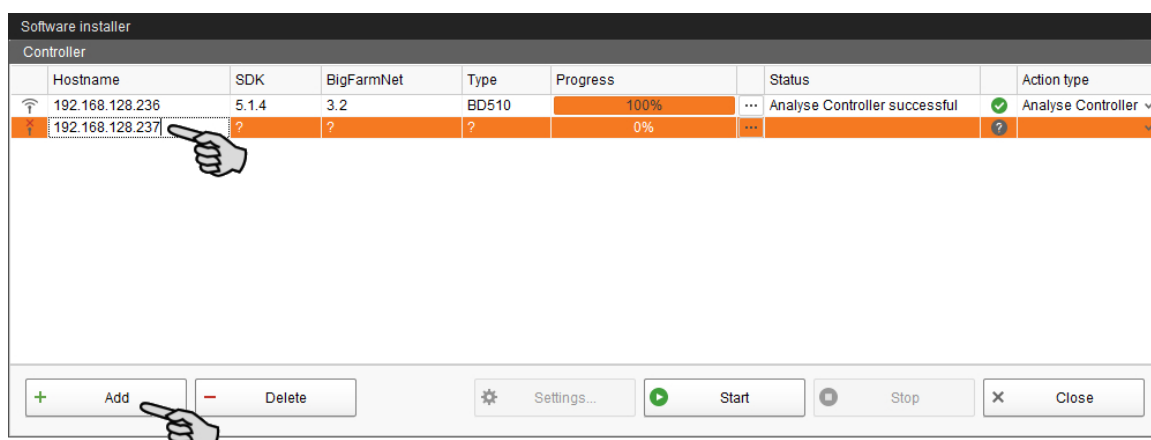 Software installer
Controller
Hostname SDK BigFarmNet Type Progress Status Action type
192.168.128.236 5.1.4 3.2 BD510 100% ... Analyse Controller successful Analyse Controller
192.168.128.237 ? ? ? 0% ... ?
+ Add − Delete Settings... Start Stop × Close